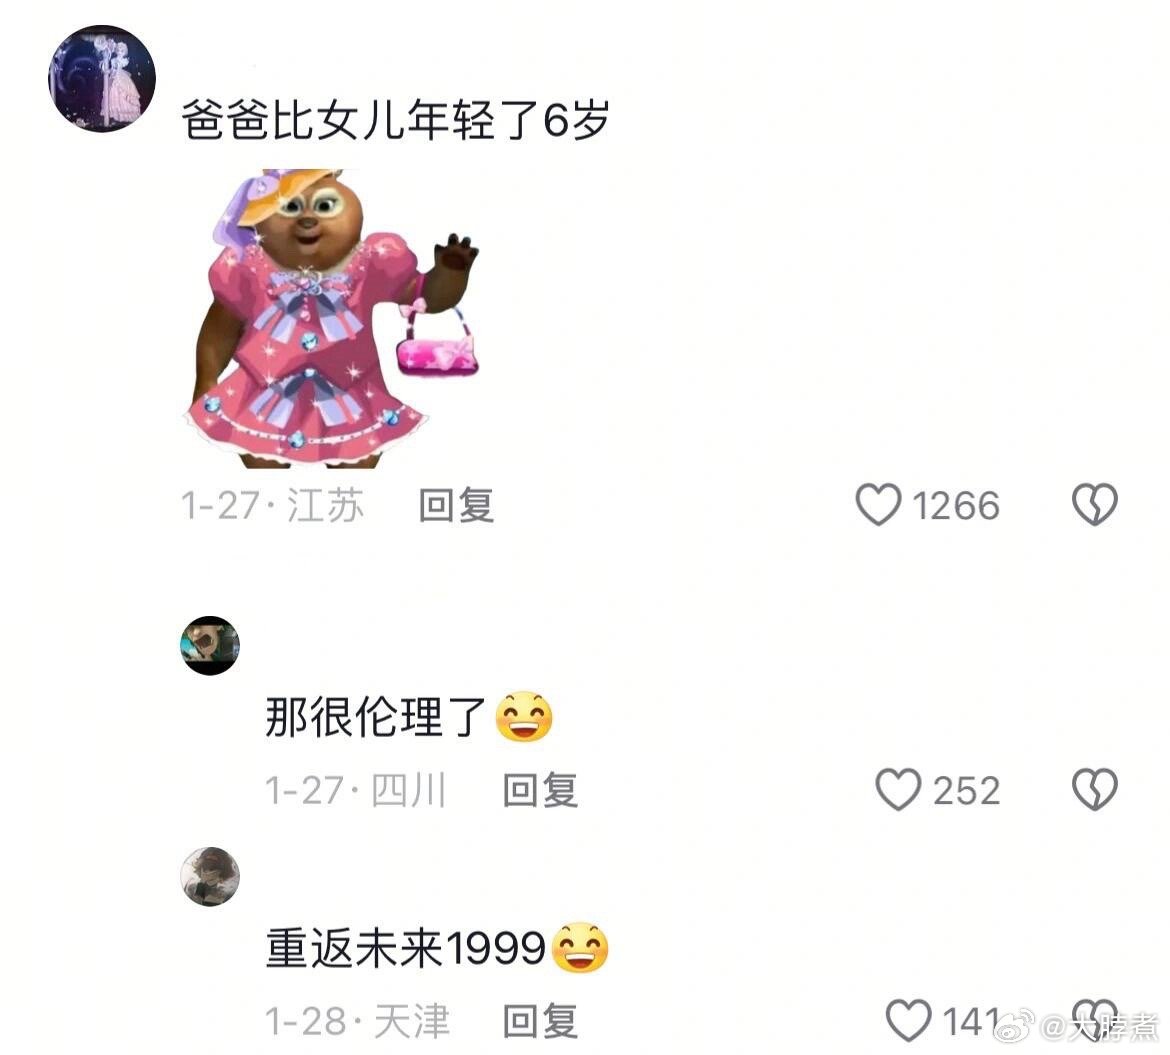 爸爸比女儿年轻了6岁
1-27·江苏 回复 1266
那很伦理了
1-27·四川 回复 252
重返未来1999
1-28·天津 回复 141
@大脖煮